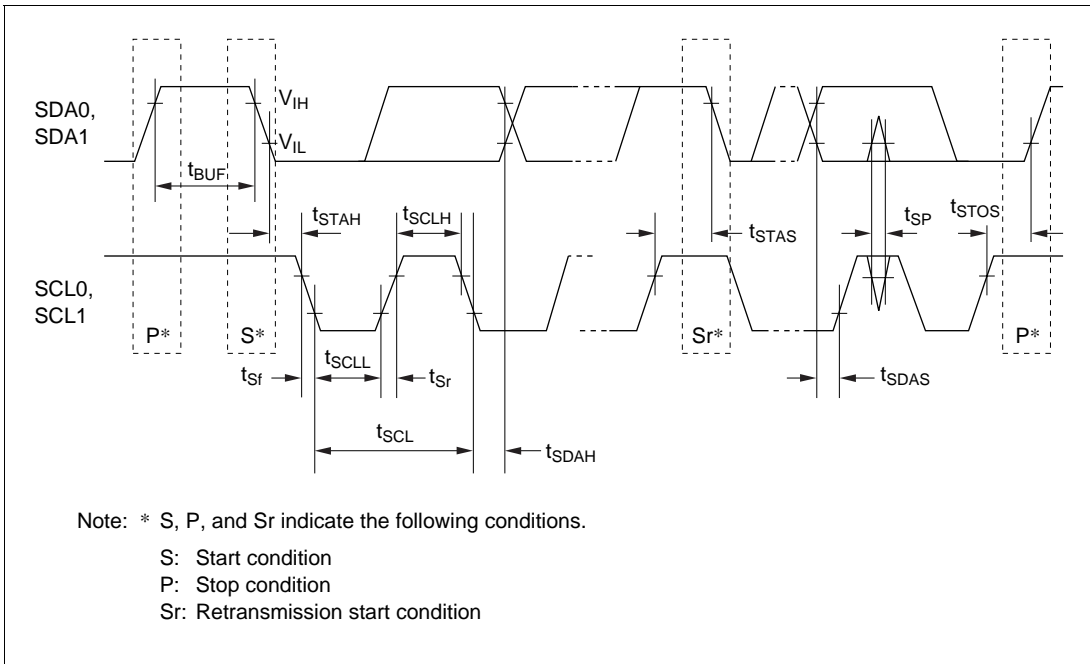 SDA0,
SDA1
VIH
VIL
tBUF
tSTAH
tSCLH
tSTAS
tSP
tSTOS
SCL0,
SCL1
P*
S*
Sr*
P*
tSf
tSCLL
tSr
tSDAS
tSCL
tSDAH
Note: * S, P, and Sr indicate the following conditions.
S: Start condition
P: Stop condition
Sr: Retransmission start condition